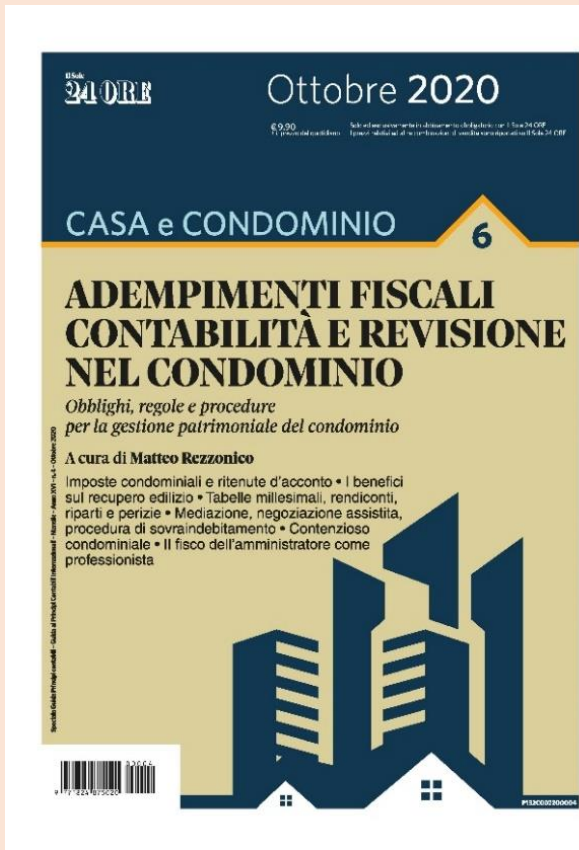 Il Sole
24 ORE
Ottobre 2020
€ 9,90
CASA e CONDOMINIO
6
ADEMPIMENTI FISCALI
CONTABILITÀ E REVISIONE
NEL CONDOMINIO
Obblighi, regole e procedure
per la gestione patrimoniale del condominio
A cura di Matteo Rezzonico
Imposte condominiali e ritenute d'acconto • I benefici
sul recupero edilizio • Tabelle millesimali, rendiconti,
riparti e perizie • Mediazione, negoziazione assistita,
procedura di sovraindebitamento • Contenzioso
condominiale • Il fisco dell'amministratore come
professionista